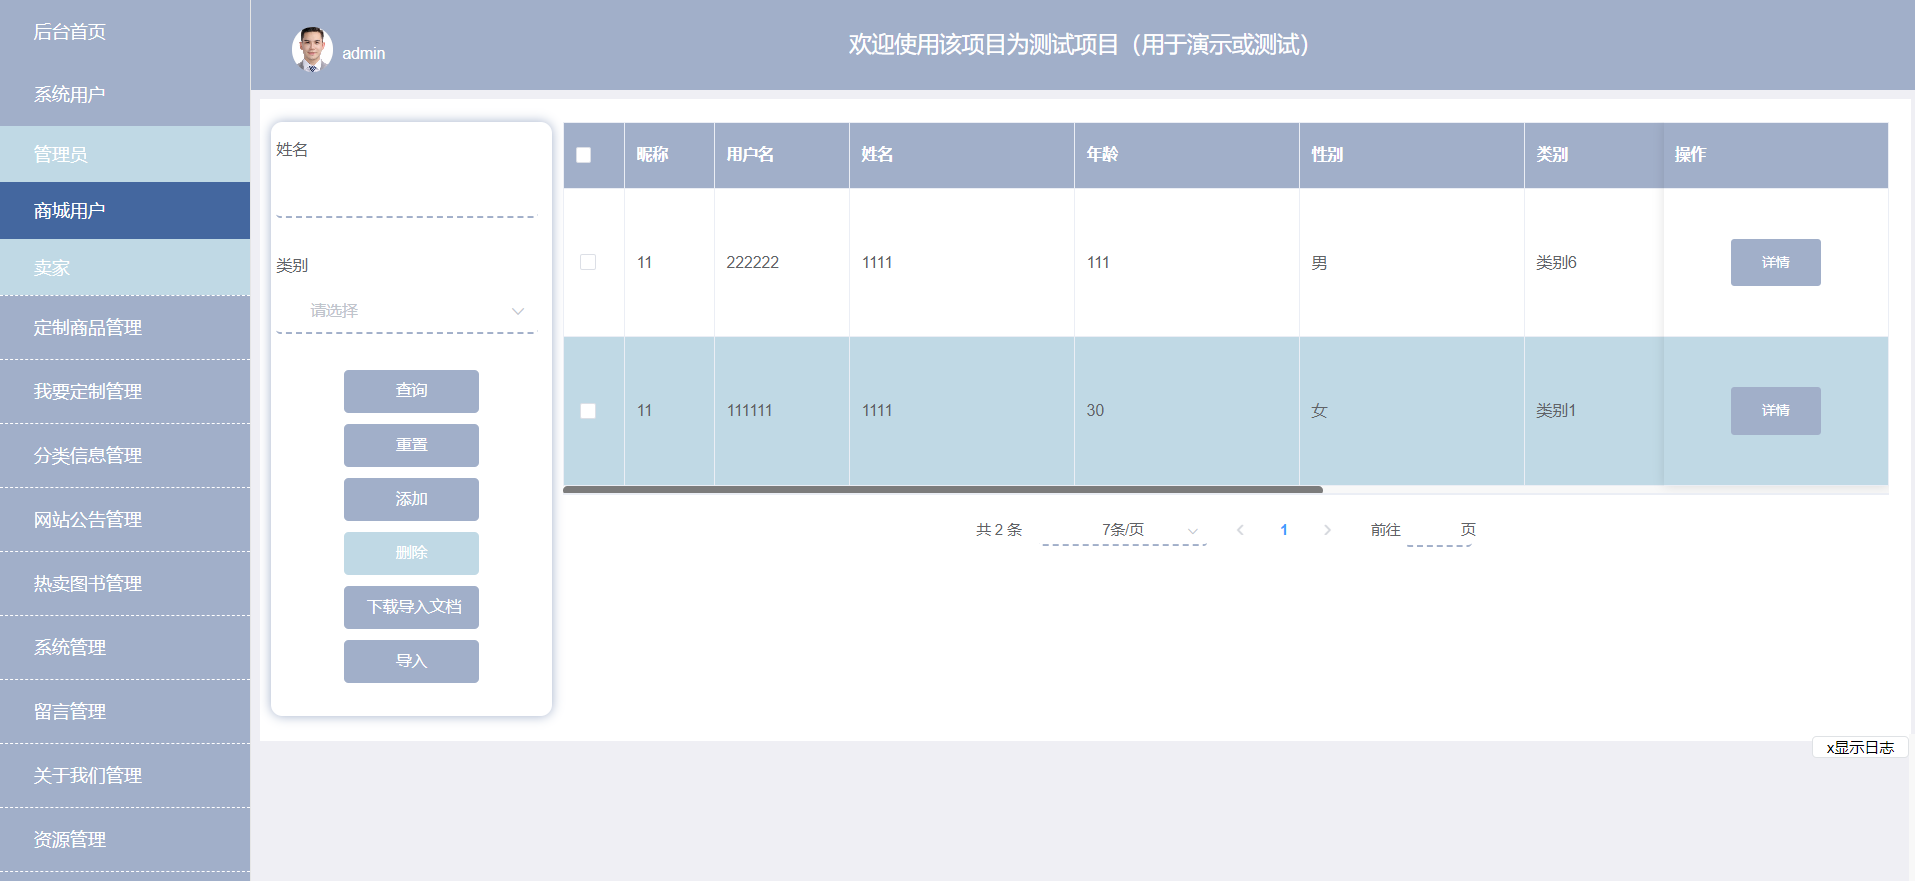 后台首页
系统用户
管理员
商城用户
卖家
定制商品管理
我要定制管理
分类信息管理
网站公告管理
热卖图书管理
系统管理
留言管理
关于我们管理
资源管理
admin
欢迎使用该项目为测试项目（用于演示或测试）
姓名
类别
请选择
查询
重置
添加
删除
下载导入文档
导入
昵称 用户名 姓名 年龄 性别 类别 操作
11 222222 1111 111 男 类别6 详情
11 111111 1111 30 女 类别1 详情
共 2 条 7条/页 1 前往 页
x显示日志